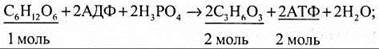 C₆H₁₂O₆+2АДФ+2H₃PO₄→2C₃H₆O₃+2АТФ+2H₂O;
1 моль 2 моль 2 моль